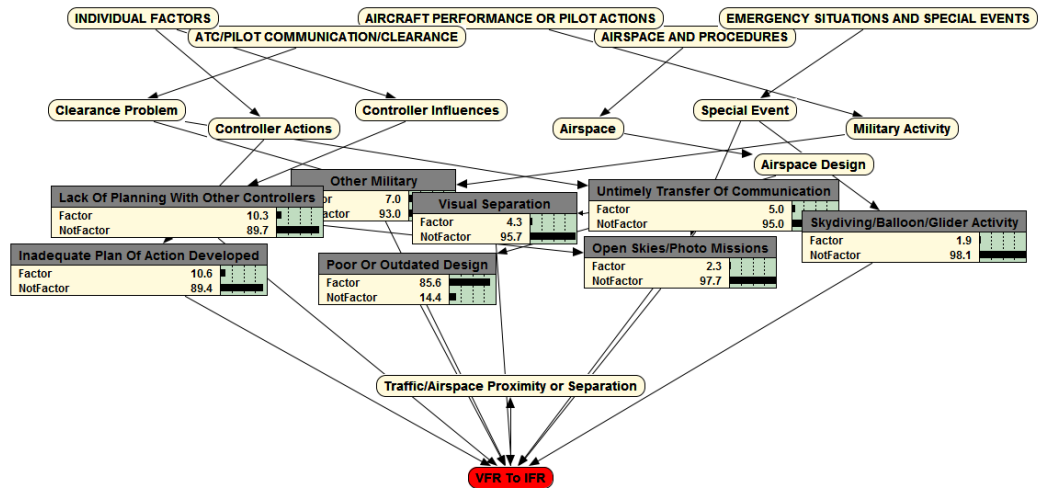 INDIVIDUAL FACTORS
AIRCRAFT PERFORMANCE OR PILOT ACTIONS
EMERGENCY SITUATIONS AND SPECIAL EVENTS
ATC/PILOT COMMUNICATION/CLEARANCE
AIRSPACE AND PROCEDURES
Clearance Problem
Controller Influences
Special Event
Controller Actions
Airspace
Military Activity
Airspace Design
Other Military
7.0
NotFactor 93.0
Lack Of Planning With Other Controllers
Factor 10.3
NotFactor 89.7
Visual Separation
Factor 4.3
NotFactor 95.7
Untimely Transfer Of Communication
Factor 5.0
NotFactor 95.0
Skydiving/Balloon/Glider Activity
Factor 1.9
NotFactor 98.1
Inadequate Plan Of Action Developed
Factor 10.6
NotFactor 89.4
Poor Or Outdated Design
Factor 85.6
NotFactor 14.4
Open Skies/Photo Missions
Factor 2.3
NotFactor 97.7
Traffic/Airspace Proximity or Separation
VFR To IFR